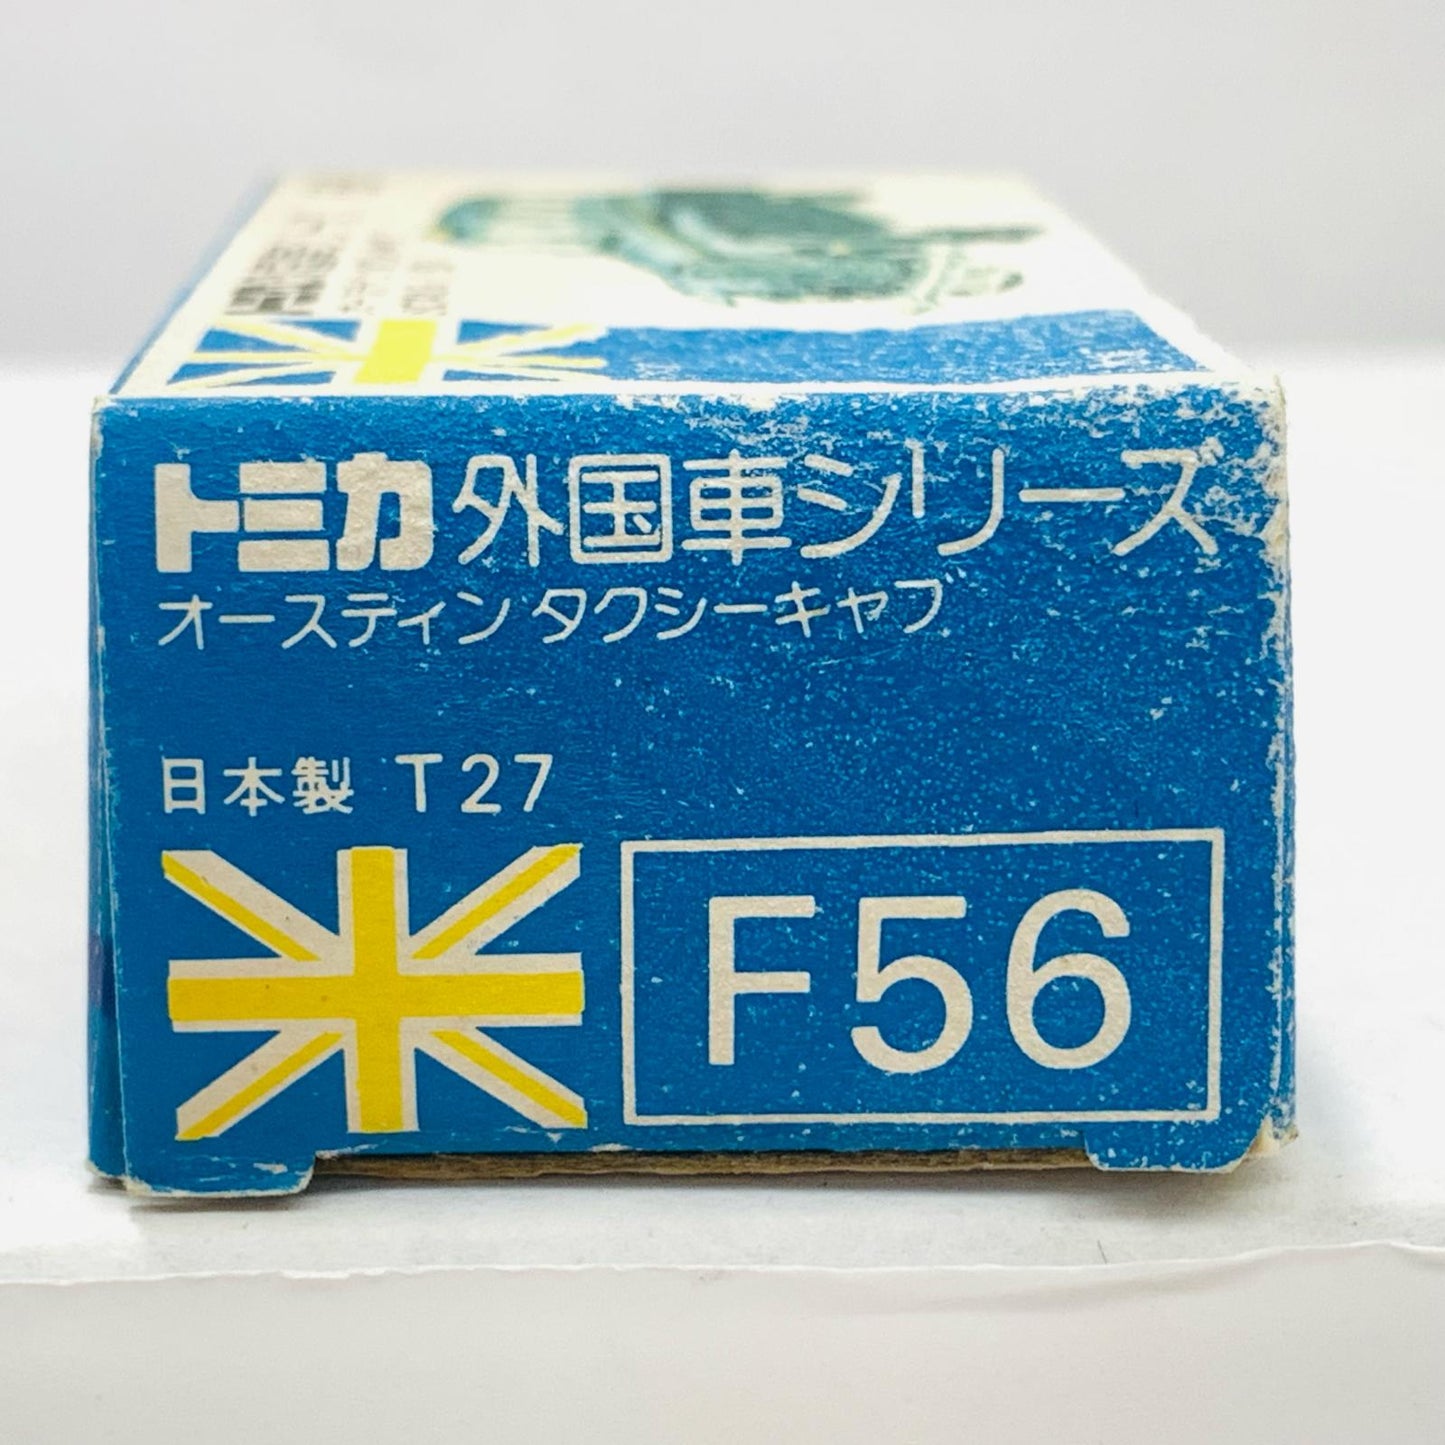 トミカ 外国車シリーズ
オースティン タクシーキャブ
日本製 T27
F56